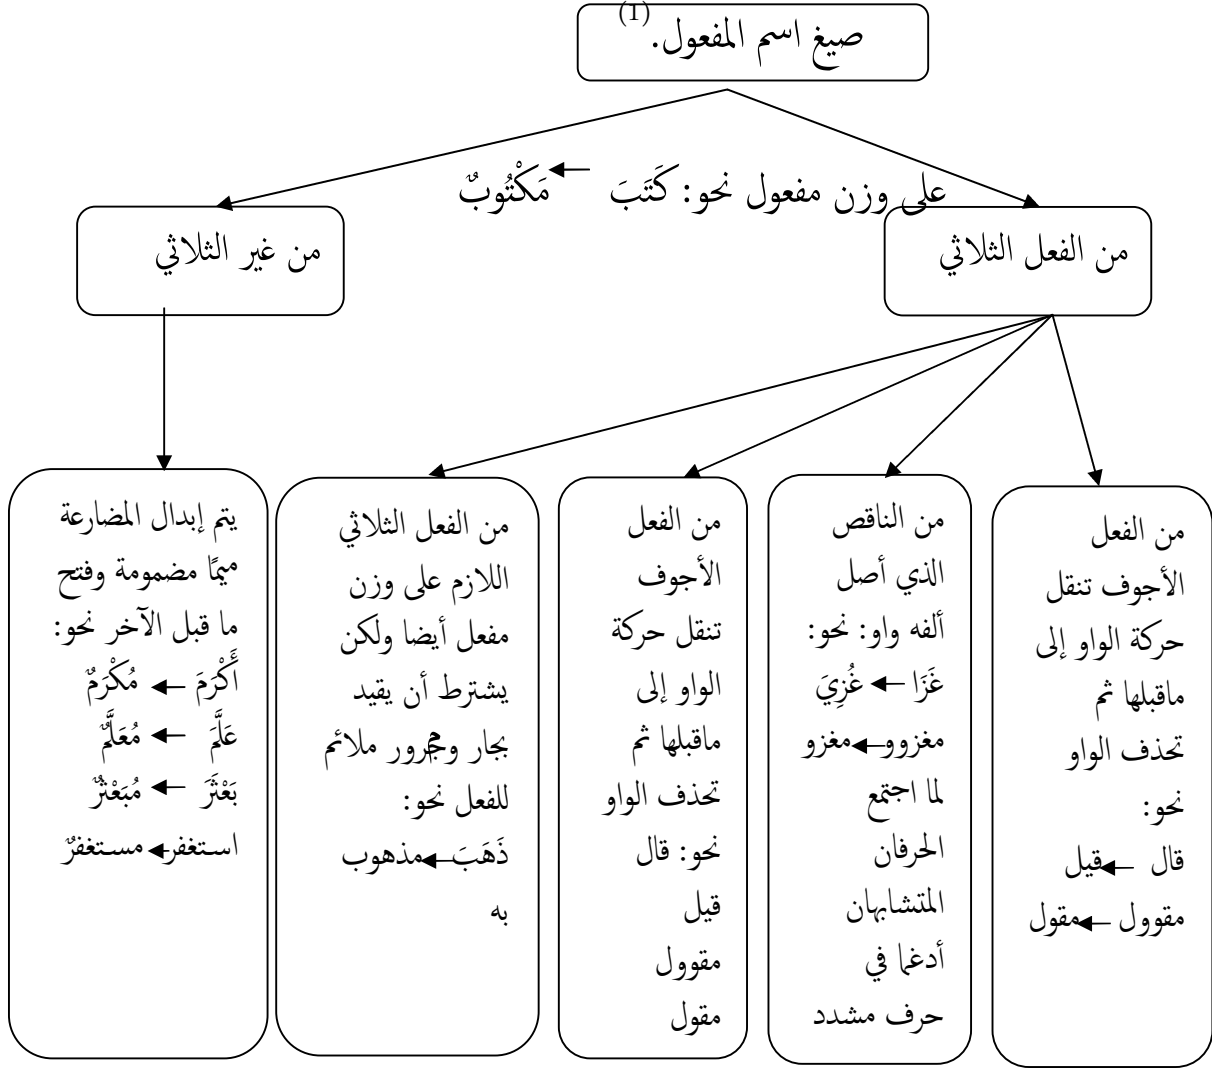 صيغ اسم المفعول.(1)
على وزن مفعول نحو: كَتَبَ ← مَكْتُوبٌ
من الفعل الثلاثي
من غير الثلاثي
من الفعل
الأجوف تنقل
حركة الواو إلى
ماقبلها ثم
تحذف الواو
نحو:
قال ← قيل
مقوول ← مقول
من الناقص
الذي أصل
ألفه واو: نحو:
غَزَا ← غُزِيَ
مغزوو ← مغزو
لما اجتمع
الحرفان
المتشابهان
أدغما في
حرف مشدد
من الفعل
الأجوف
تنقل حركة
الواو إلى
ماقبلها ثم
تحذف الواو
نحو: قال
قيل
مقوول
مقول
من الفعل الثلاثي
اللازم على وزن
مفعل أيضا ولكن
يشترط أن يقيد
بجار ومجرور ملائم
للفعل نحو:
ذَهَبَ ← مذهوب
به
يتم إبدال المضارعة
ميمًا مضمومة وفتح
ما قبل الآخر نحو:
أَكْرَمَ ← مُكْرَمٌ
عَلَّمَ ← مُعَلَّمٌ
بَعْثَرَ ← مُبَعْثَرٌ
استغفر ← مستغفرٌ